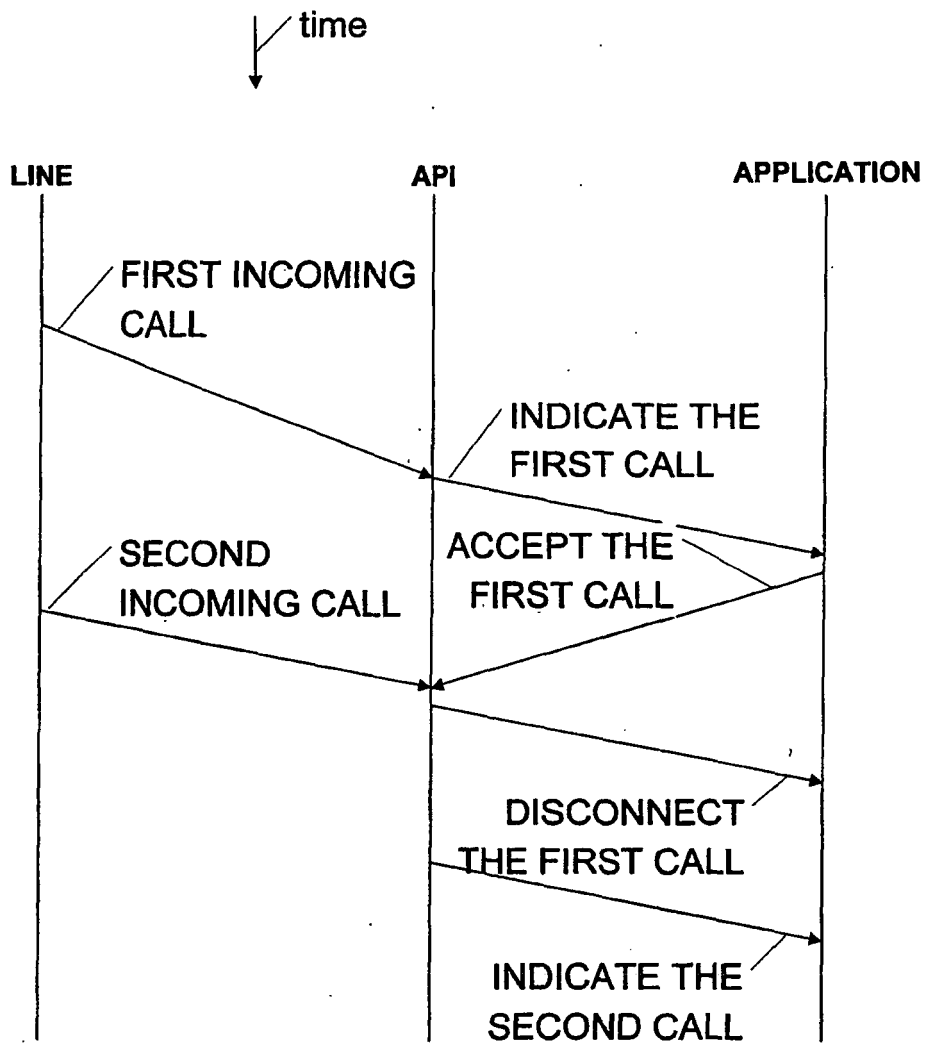 time
LINE
API
APPLICATION
FIRST INCOMING
CALL
INDICATE THE
FIRST CALL
SECOND
INCOMING CALL
ACCEPT THE
FIRST CALL
DISCONNECT
THE FIRST CALL
INDICATE THE
SECOND CALL